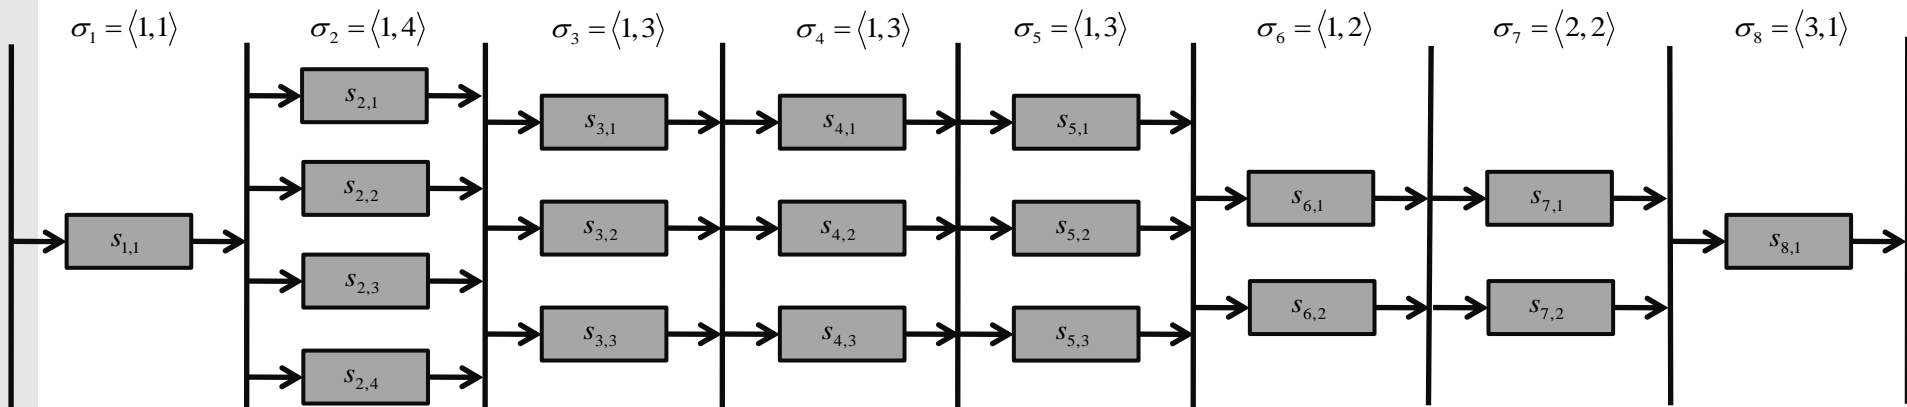 σ₁ = ⟨1,1⟩ σ₂ = ⟨1,4⟩ σ₃ = ⟨1,3⟩ σ₄ = ⟨1,3⟩ σ₅ = ⟨1,3⟩ σ₆ = ⟨1,2⟩ σ₇ = ⟨2,2⟩ σ₈ = ⟨3,1⟩
s₁,₁
s₂,₁
s₂,₂
s₂,₃
s₂,₄
s₃,₁
s₃,₂
s₃,₃
s₄,₁
s₄,₂
s₄,₃
s₅,₁
s₅,₂
s₅,₃
s₆,₁
s₆,₂
s₇,₁
s₇,₂
s₈,₁